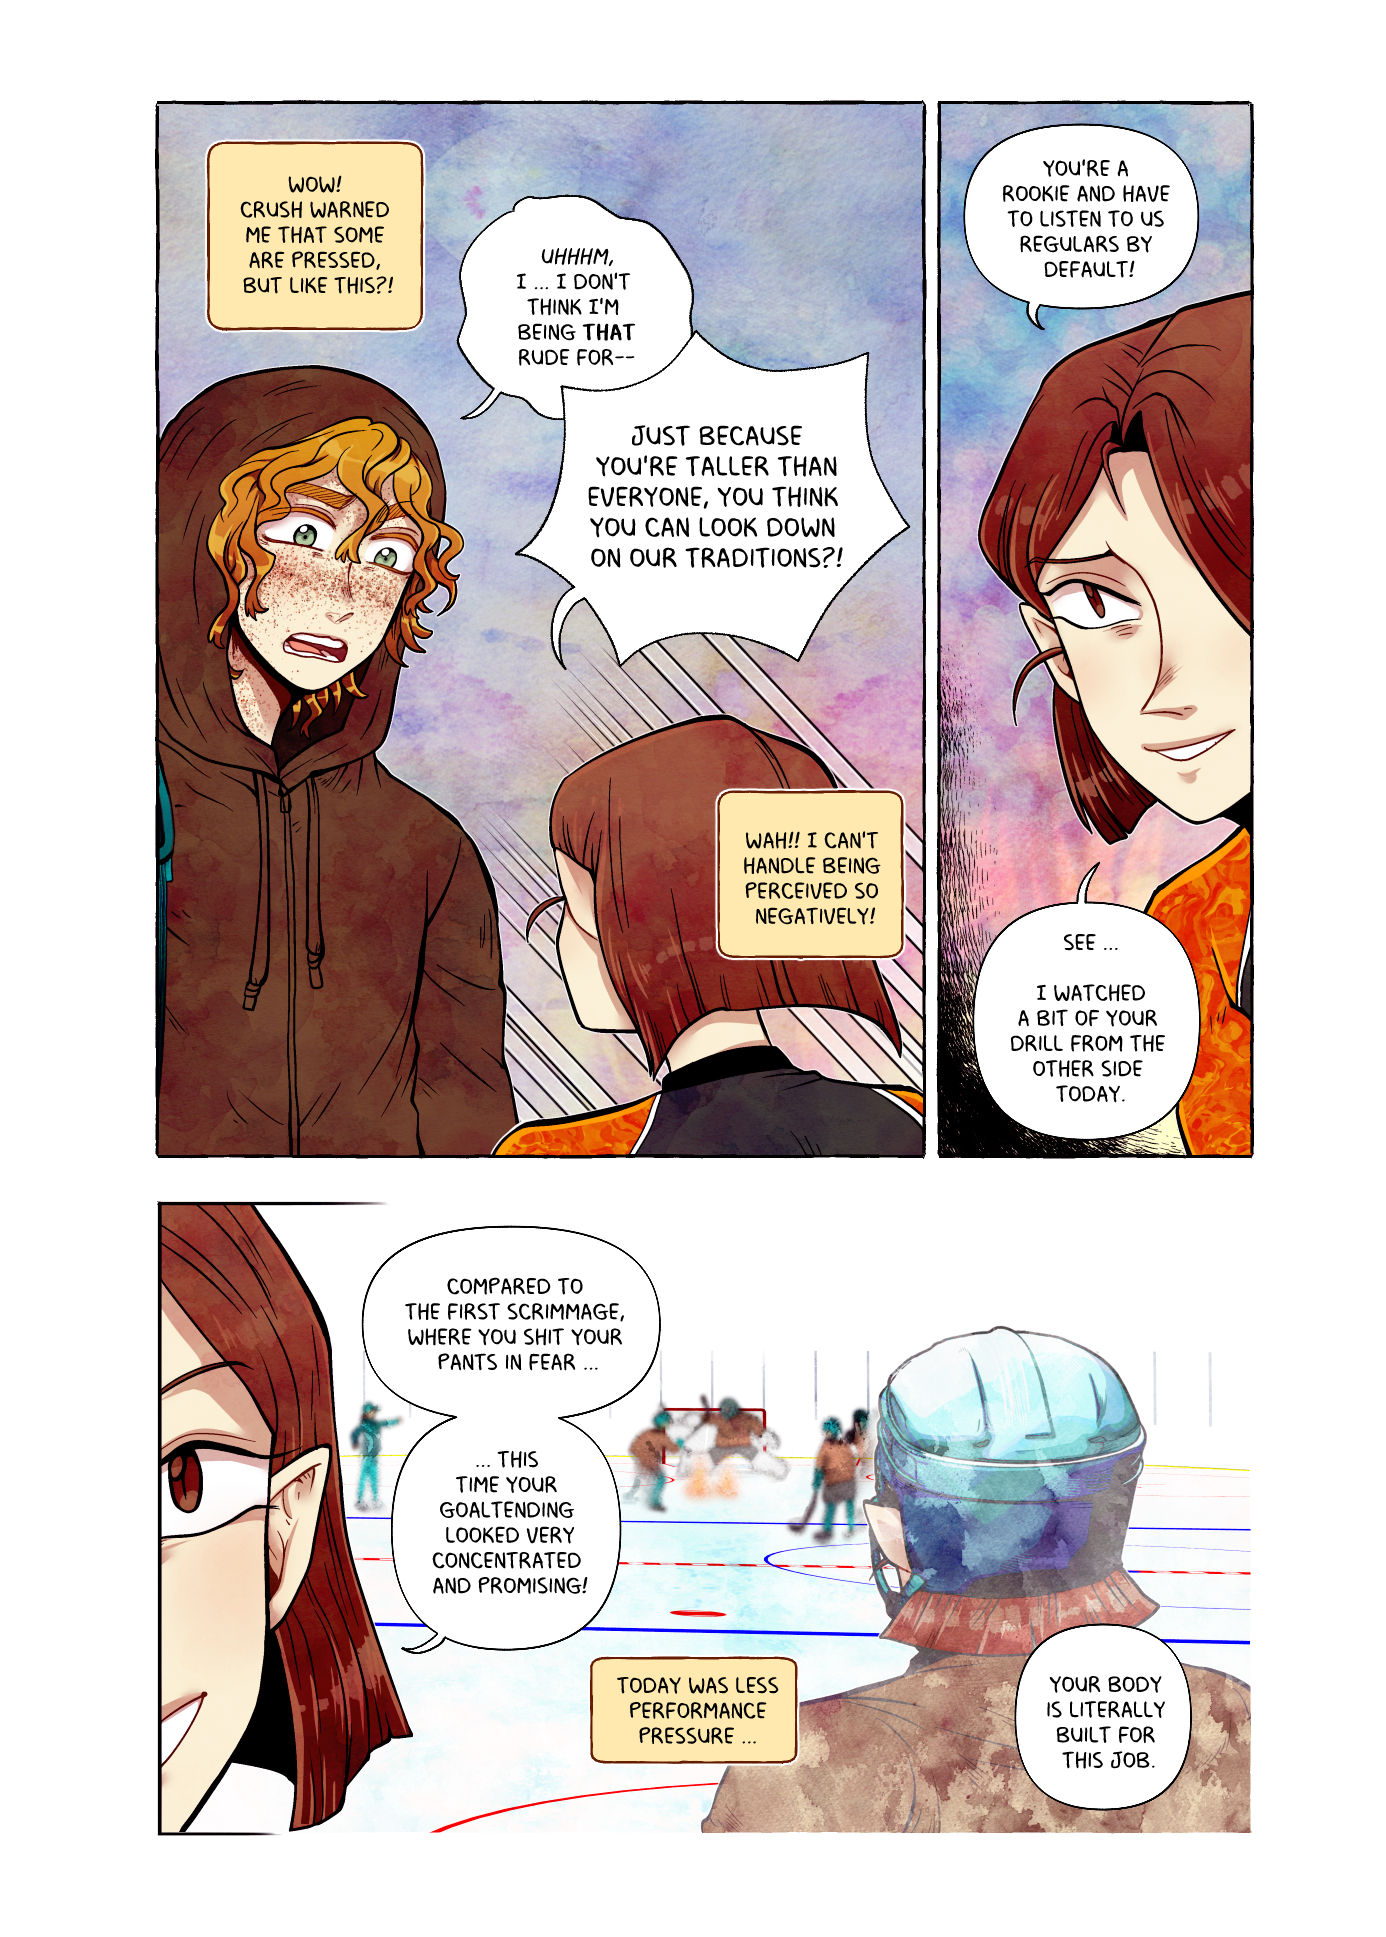 WOW!
CRUSH WARNED
ME THAT SOME
ARE PRESSED,
BUT LIKE THIS?!
UHHHM,
I ... I DON'T
THINK I'M
BEING THAT
RUDE FOR--
JUST BECAUSE
YOU'RE TALLER THAN
EVERYONE, YOU THINK
YOU CAN LOOK DOWN
ON OUR TRADITIONS?!
WAH!! I CAN'T
HANDLE BEING
PERCEIVED SO
NEGATIVELY!
YOU'RE A
ROOKIE AND HAVE
TO LISTEN TO US
REGULARS BY
DEFAULT!
SEE ...
I WATCHED
A BIT OF YOUR
DRILL FROM THE
OTHER SIDE
TODAY.
COMPARED TO
THE FIRST SCRIMMAGE,
WHERE YOU SHIT YOUR
PANTS IN FEAR ...
... THIS
TIME YOUR
GOALTENDING
LOOKED VERY
CONCENTRATED
AND PROMISING!
TODAY WAS LESS
PERFORMANCE
PRESSURE ...
YOUR BODY
IS LITERALLY
BUILT FOR
THIS JOB.